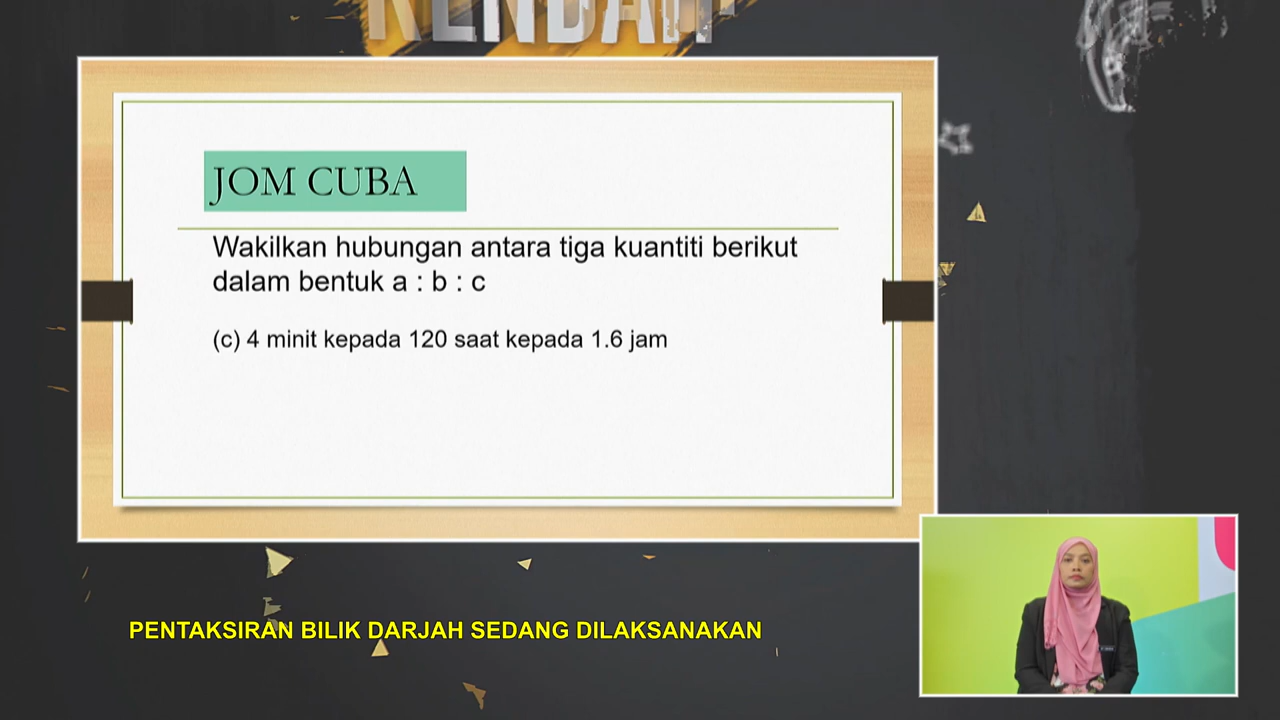 RENDAH
JOM CUBA
Wakilkan hubungan antara tiga kuantiti berikut
dalam bentuk a : b : c
(c) 4 minit kepada 120 saat kepada 1.6 jam
PENTAKSIRAN BILIK DARJAH SEDANG DILAKSANAKAN